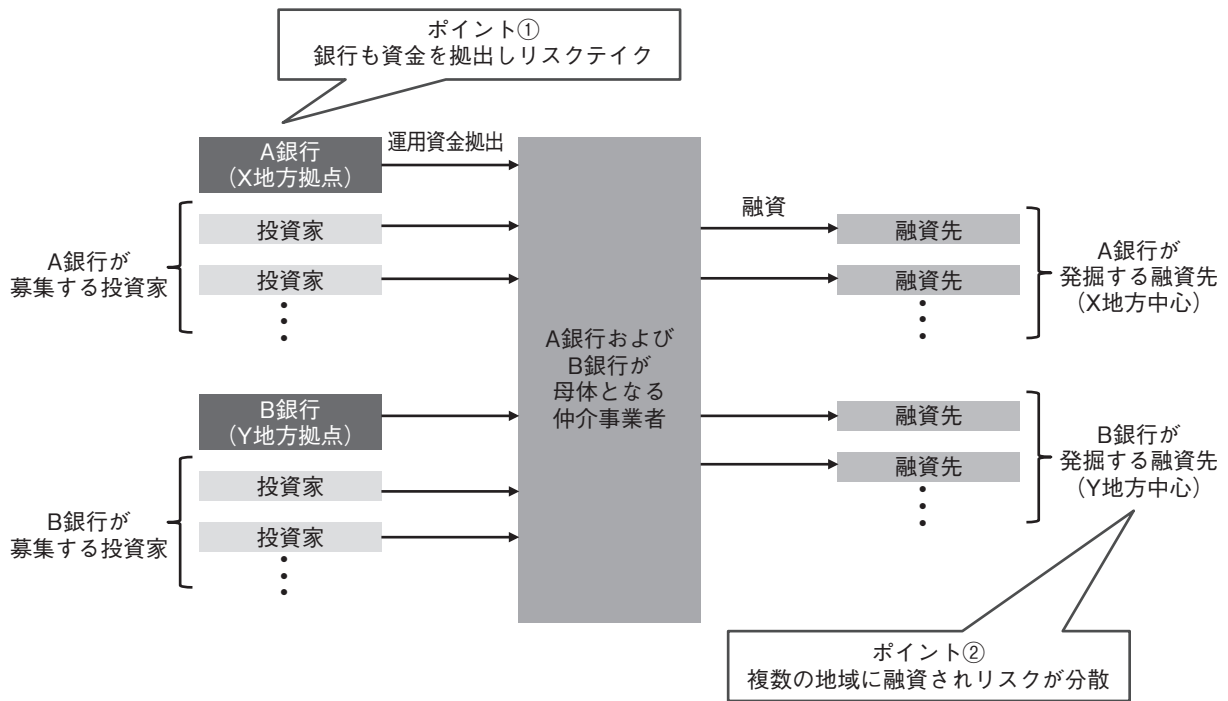 ポイント①
銀行も資金を拠出しリスクテイク
A銀行
（X地方拠点）
運用資金拠出
投資家
投資家
A銀行が
募集する投資家
B銀行
（Y地方拠点）
投資家
投資家
B銀行が
募集する投資家
A銀行および
B銀行が
母体となる
仲介事業者
融資
融資先
融資先
A銀行が
発掘する融資先
（X地方中心）
融資先
融資先
B銀行が
発掘する融資先
（Y地方中心）
ポイント②
複数の地域に融資されリスクが分散